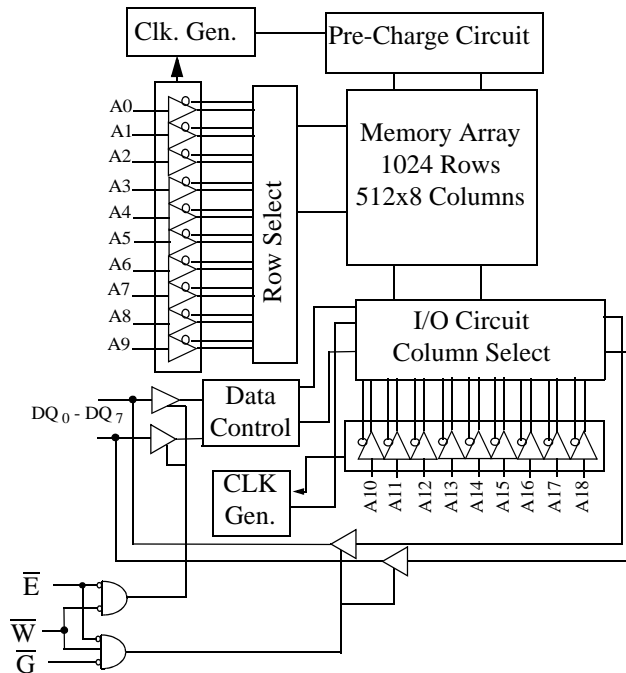 Clk. Gen.
Pre-Charge Circuit
A0
A1
A2
A3
A4
A5
A6
A7
A8
A9
Row Select
Memory Array
1024 Rows
512x8 Columns
I/O Circuit
Column Select
DQ0 - DQ7
Data
Control
CLK
Gen.
A10
A11
A12
A13
A14
A15
A16
A17
A18
E̅
W̅
G̅